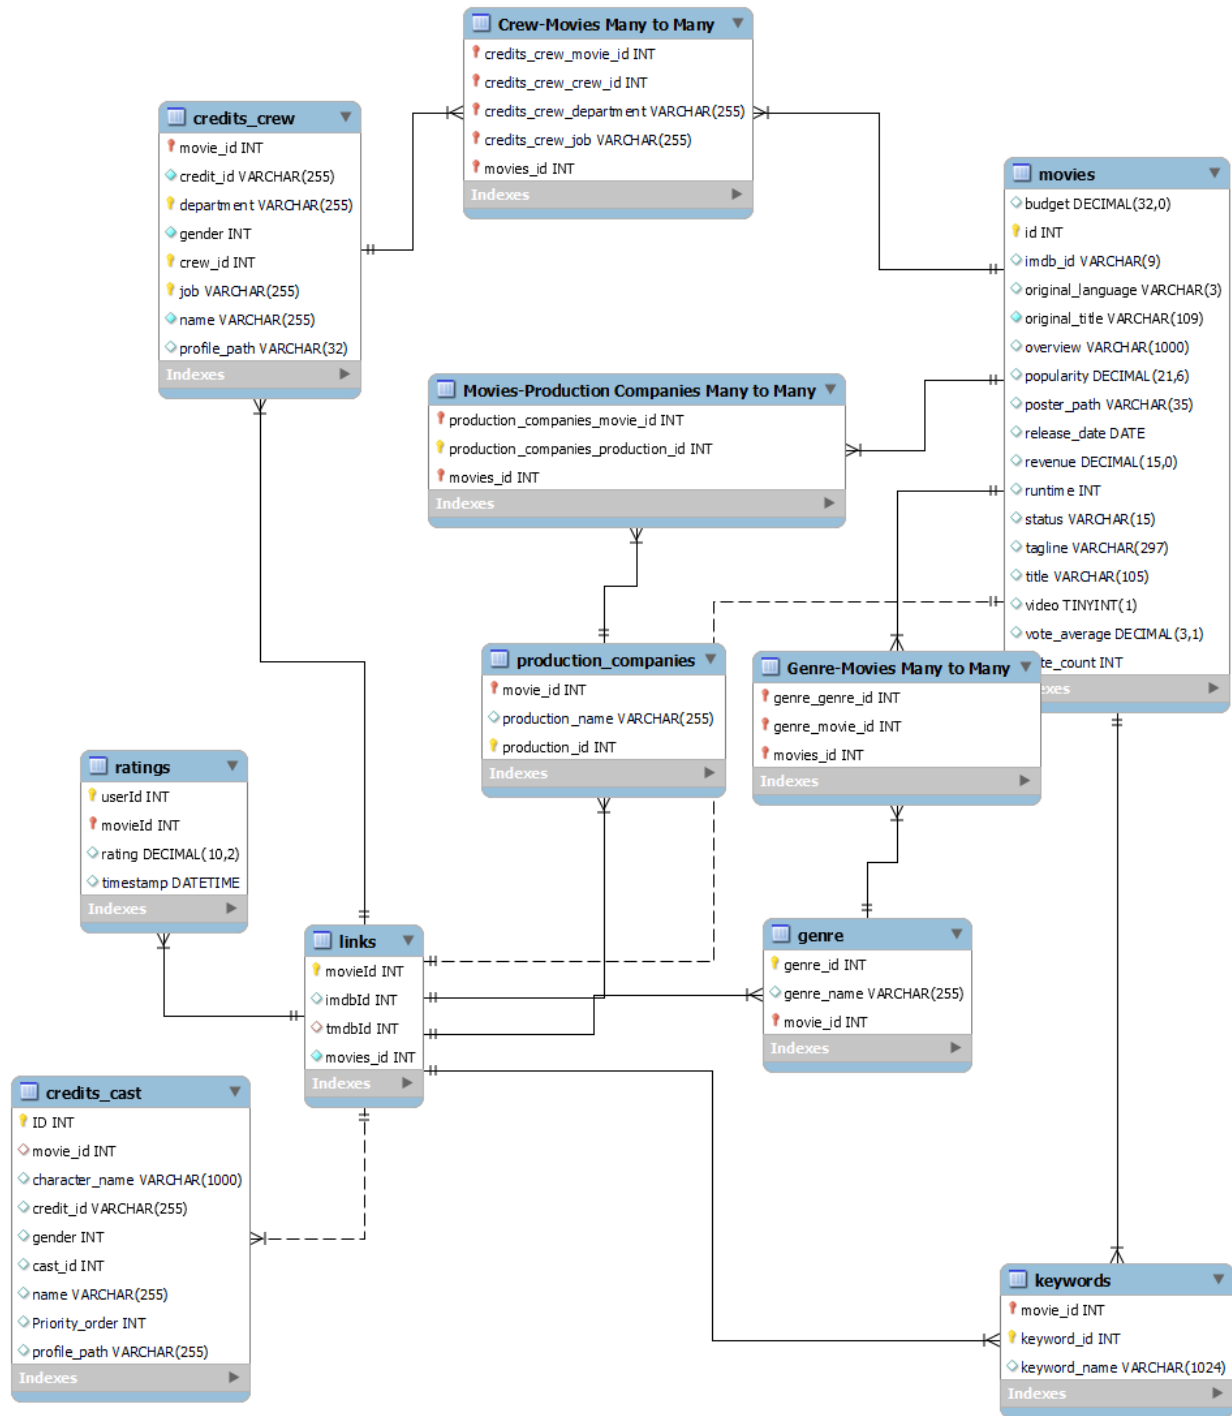 Crew-Movies Many to Many
credits_crew_movie_id INT
credits_crew_crew_id INT
credits_crew_department VARCHAR(255)
credits_crew_job VARCHAR(255)
movies_id INT
Indexes
credits_crew
movie_id INT
credit_id VARCHAR(255)
department VARCHAR(255)
gender INT
crew_id INT
job VARCHAR(255)
name VARCHAR(255)
profile_path VARCHAR(32)
Indexes
movies
budget DECIMAL(32,0)
id INT
imdb_id VARCHAR(9)
original_language VARCHAR(3)
original_title VARCHAR(109)
overview VARCHAR(1000)
popularity DECIMAL(21,6)
poster_path VARCHAR(35)
release_date DATE
revenue DECIMAL(15,0)
runtime INT
status VARCHAR(15)
tagline VARCHAR(297)
title VARCHAR(105)
video TINYINT(1)
vote_average DECIMAL(3,1)
te_count INT
exes
Movies-Production Companies Many to Many
production_companies_movie_id INT
production_companies_production_id INT
movies_id INT
Indexes
production_companies
movie_id INT
production_name VARCHAR(255)
production_id INT
Indexes
Genre-Movies Many to Many
genre_genre_id INT
genre_movie_id INT
movies_id INT
Indexes
ratings
userId INT
movieId INT
rating DECIMAL(10,2)
timestamp DATETIME
Indexes
links
movieId INT
imdbId INT
tmdbId INT
movies_id INT
Indexes
genre
genre_id INT
genre_name VARCHAR(255)
movie_id INT
Indexes
credits_cast
ID INT
movie_id INT
character_name VARCHAR(1000)
credit_id VARCHAR(255)
gender INT
cast_id INT
name VARCHAR(255)
Priority_order INT
profile_path VARCHAR(255)
Indexes
keywords
movie_id INT
keyword_id INT
keyword_name VARCHAR(1024)
Indexes